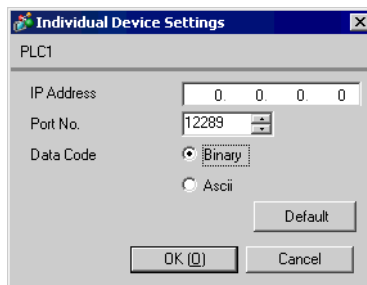 Individual Device Settings
PLC1
IP Address 0. 0. 0. 0
Port No. 12289
Data Code Binary
Ascii
Default
OK (O) Cancel